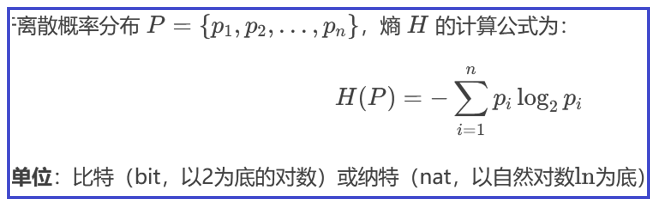 离散概率分布 P = {p₁, p₂, . . . , pₙ}，熵 H 的计算公式为：
H(P) = − ∑ᵢ₌₁ⁿ pᵢ log₂ pᵢ
单位：比特（bit，以2为底的对数）或纳特（nat，以自然对数ln为底）